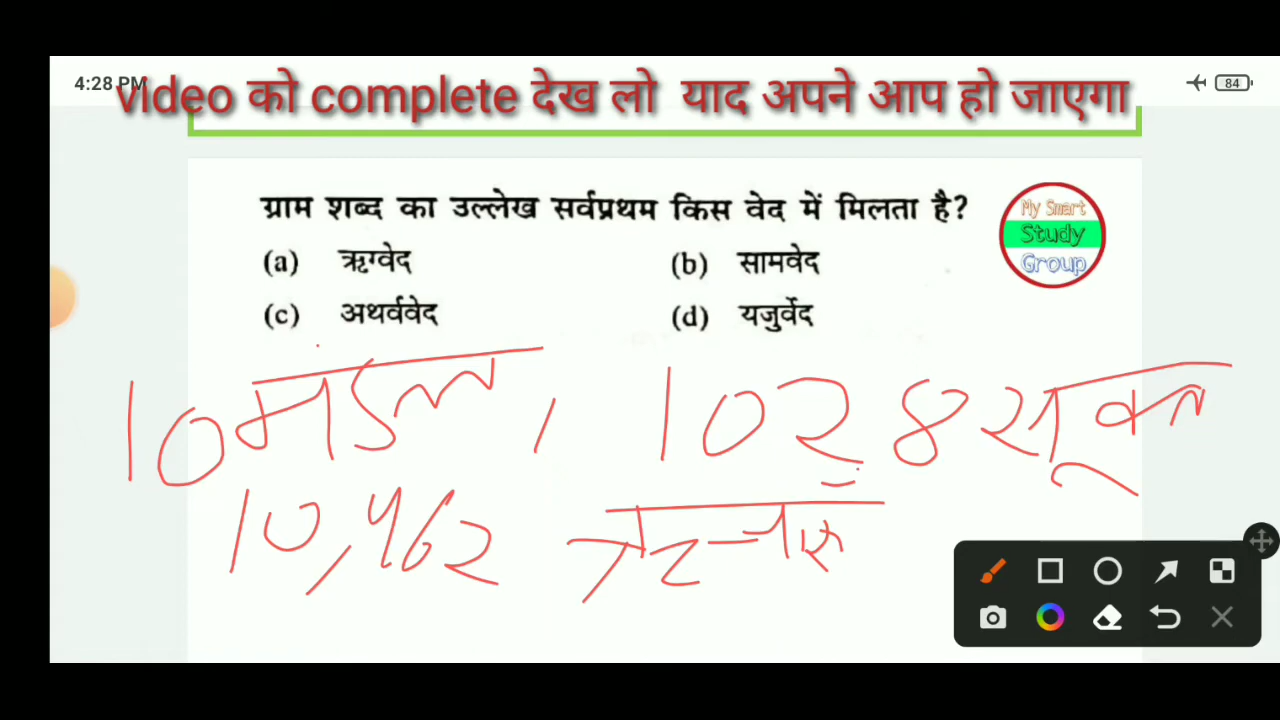 4:28 PM
84
video को complete देख लो याद अपने आप हो जाएगा
ग्राम शब्द का उल्लेख सर्वप्रथम किस वेद में मिलता है?
My Smart
Study
Group
(a) ऋग्वेद (b) सामवेद
(c) अथर्ववेद (d) यजुर्वेद
10 मंडल, 1028 सूक्त
10,462